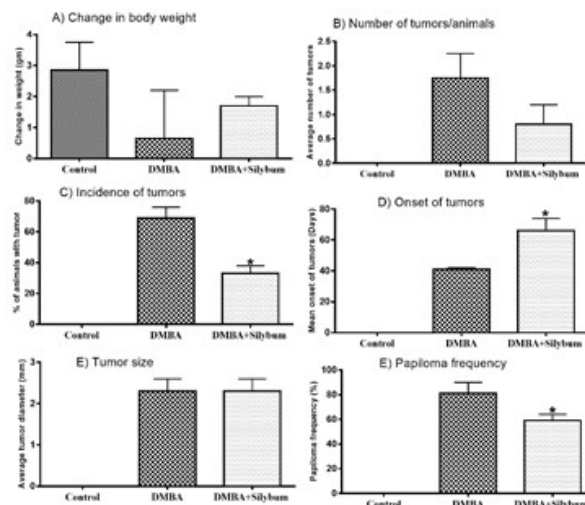 A) Change in body weight
Change in weight (gm)
4
3
2
1
0
Control DMBA DMBA+Silybum
B) Number of tumors/animals
Average number of tumors
2.5
2.0
1.5
1.0
0.5
0.0
Control DMBA DMBA+Silybum
C) Incidence of tumors
% of animals with tumor
80
60
40
20
0
*
Control DMBA DMBA+Silybum
D) Onset of tumors
Mean onset of tumors (Days)
80
60
40
20
0
*
Control DMBA DMBA+Silybum
E) Tumor size
Average tumor diameter (mm)
3
2
1
0
Control DMBA DMBA+Silybum
E) Papiloma frequency
Papiloma frequency (%)
100
80
60
40
20
0
*
Control DMBA DMBA+Silybum